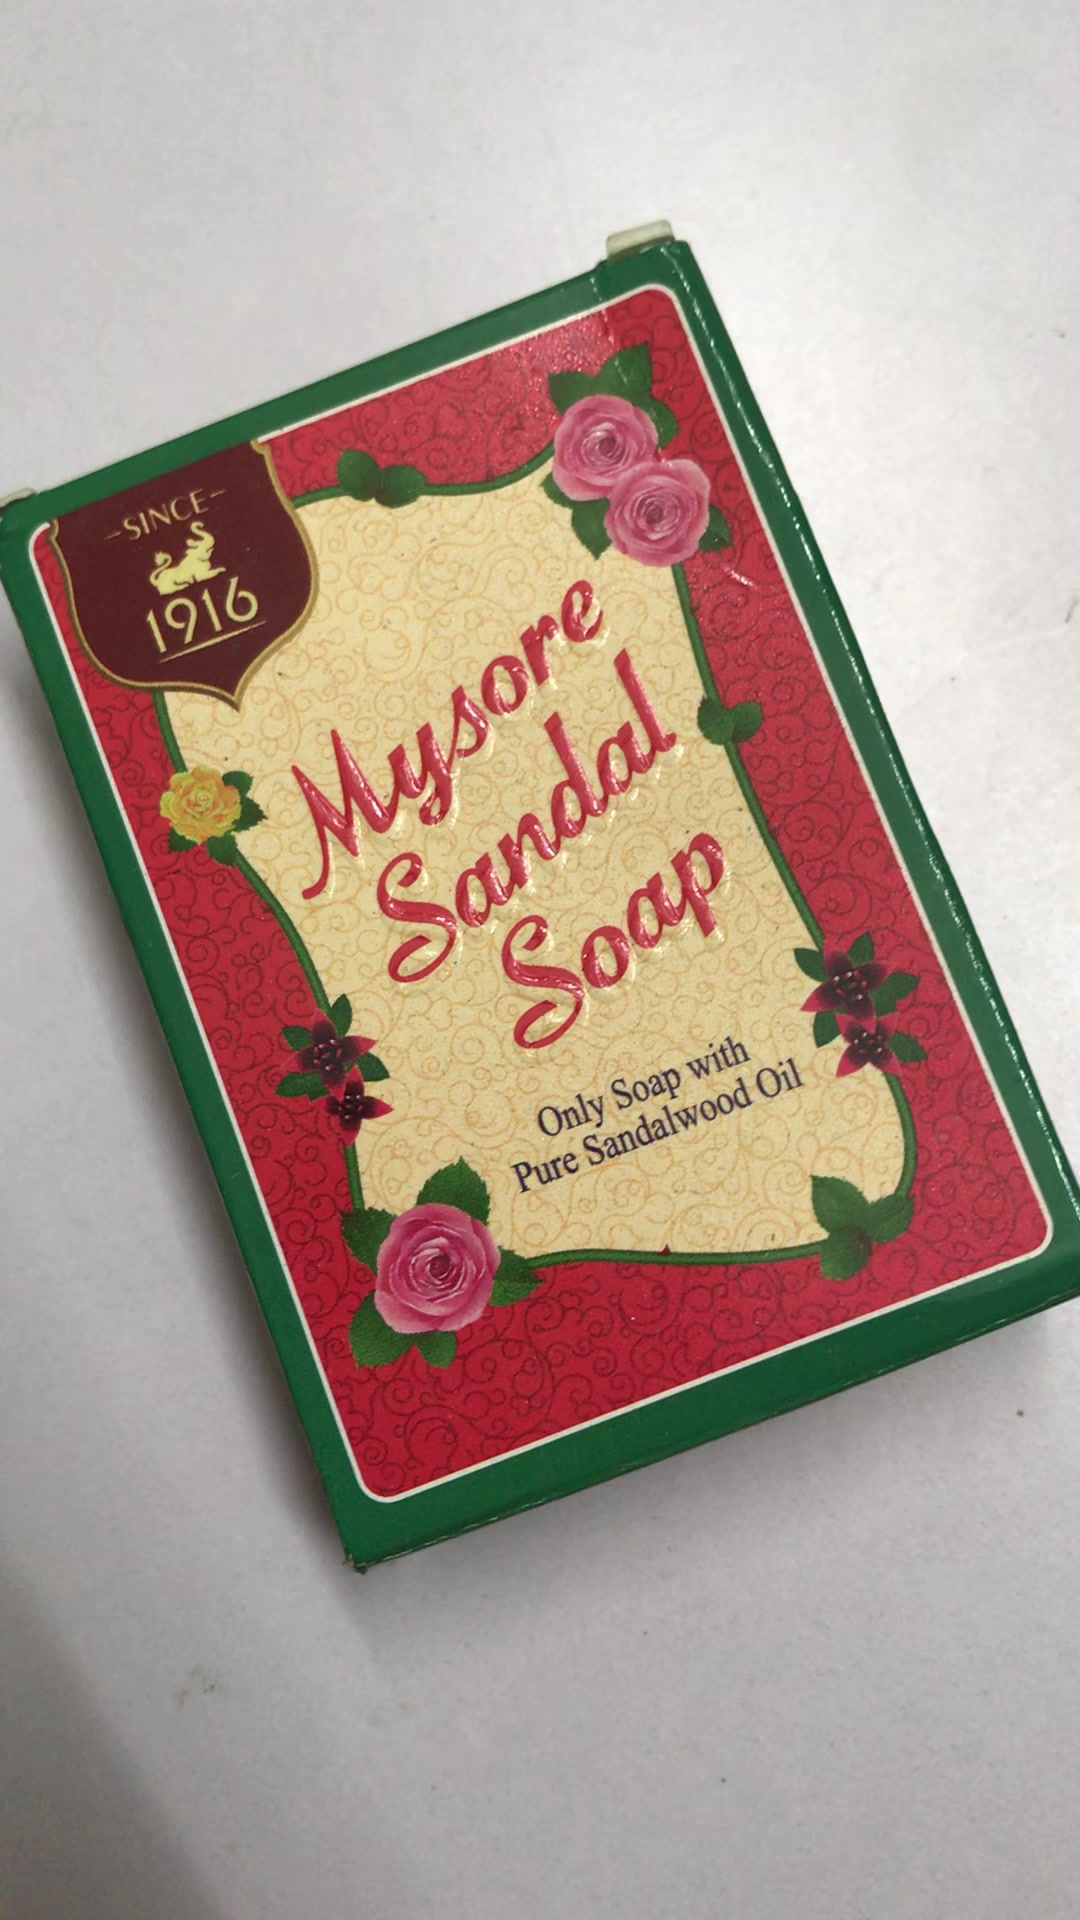 -SINCE-
1916
Mysore
Sandal
Soap
Only Soap with
Pure Sandalwood Oil